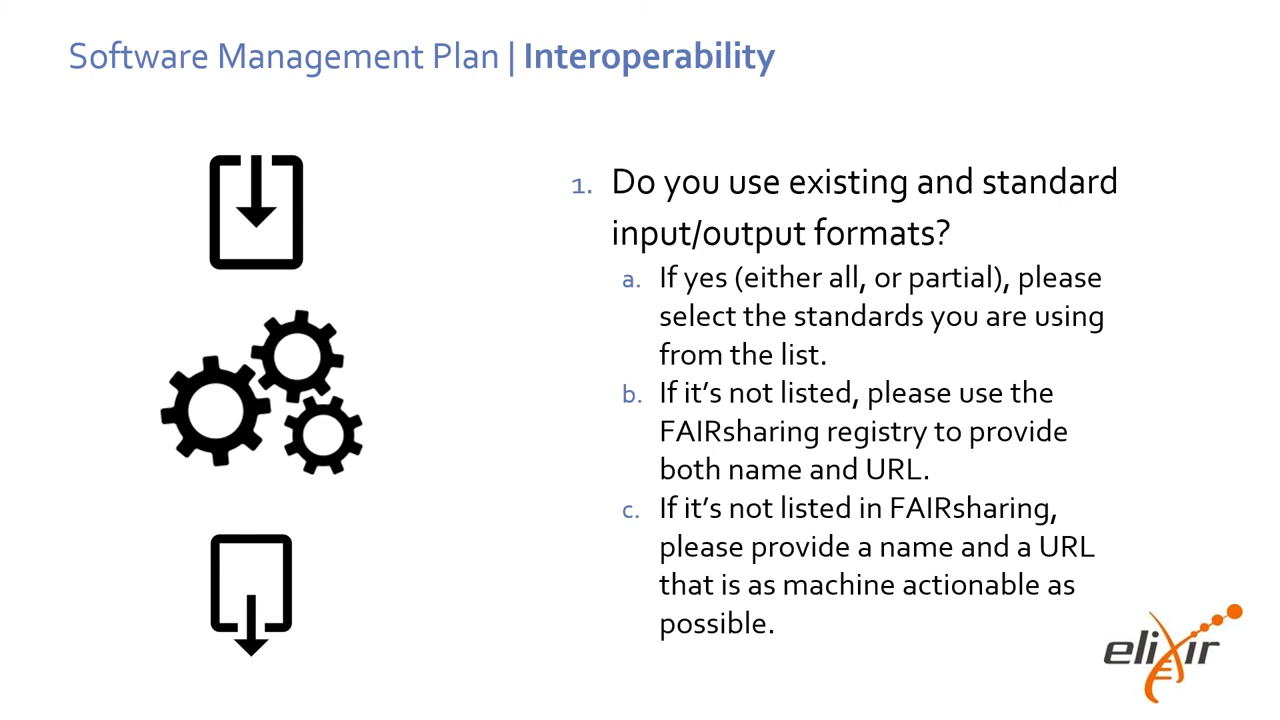 Software Management Plan | Interoperability
1. Do you use existing and standard
input/output formats?
a. If yes (either all, or partial), please
select the standards you are using
from the list.
b. If it’s not listed, please use the
FAIRsharing registry to provide
both name and URL.
c. If it’s not listed in FAIRsharing,
please provide a name and a URL
that is as machine actionable as
possible.
elixir